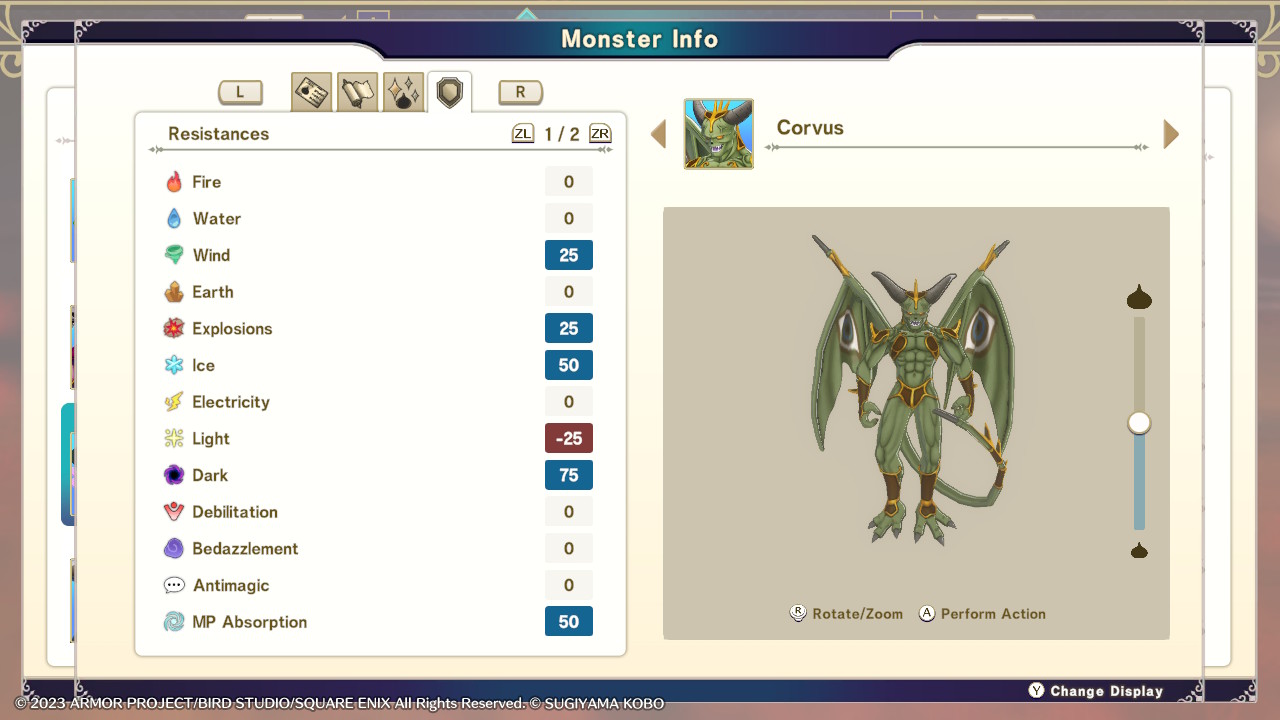 Monster Info
L
R
Resistances
ZL 1 / 2 ZR
Fire 0
Water 0
Wind 25
Earth 0
Explosions 25
Ice 50
Electricity 0
Light -25
Dark 75
Debilitation 0
Bedazzlement 0
Antimagic 0
MP Absorption 50
Corvus
R Rotate/Zoom A Perform Action
Y Change Display
© 2023 ARMOR PROJECT/BIRD STUDIO/SQUARE ENIX All Rights Reserved. © SUGIYAMA KOBO